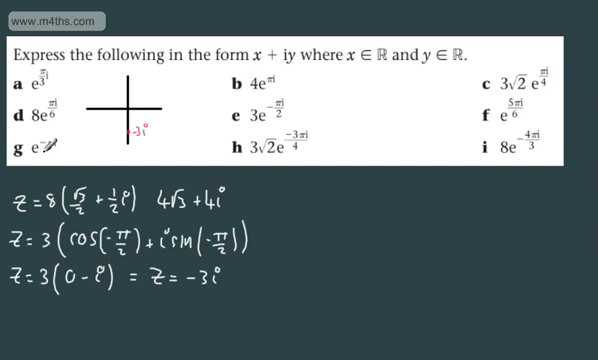 www.m4ths.com
Express the following in the form x + iy where x ∈ ℝ and y ∈ ℝ.
a e^(πi/3) b 4e^(πi) c 3√2 e^(πi/4)
-3i
d 8e^(πi/6) e 3e^(-πi/2) f e^(5πi/6)
g e h 3√2e^(-3πi/4) i 8e^(-4πi/3)
z = 8(√3/2 + 1/2 i) 4√3 + 4i
z = 3(cos(-π/2) + i sin(-π/2))
z = 3(0 - i) = z = -3i